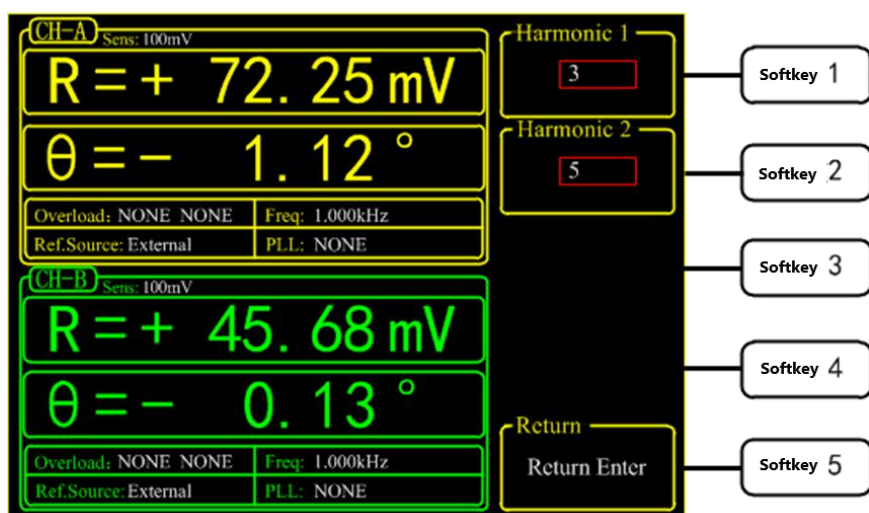 CH-A Sens: 100mV
R=+ 72.25 mV
θ=- 1.12 °
Overload: NONE NONE Freq: 1.000kHz
Ref.Source: External PLL: NONE
CH-B Sens: 100mV
R=+ 45.68 mV
θ=- 0.13 °
Overload: NONE NONE Freq: 1.000kHz
Ref.Source: External PLL: NONE
Harmonic 1
3
Harmonic 2
5
Return
Return Enter
Softkey 1
Softkey 2
Softkey 3
Softkey 4
Softkey 5